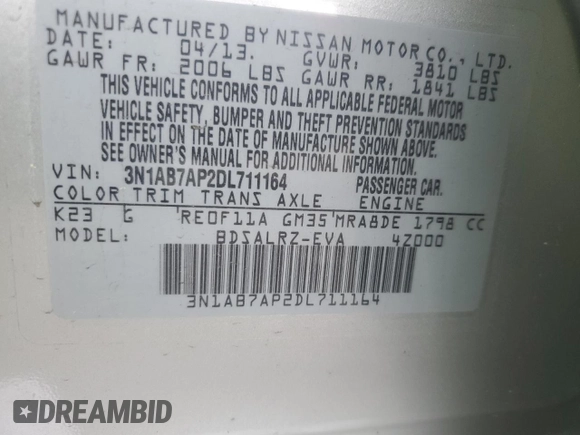 MANUFACTURED BY NISSAN MOTOR CO., LTD.
DATE: 04/13. GVWR: 3810 LBS
GAWR FR: 2006 LBS GAWR RR: 1841 LBS
THIS VEHICLE CONFORMS TO ALL APPLICABLE FEDERAL MOTOR
VEHICLE SAFETY, BUMPER AND THEFT PREVENTION STANDARDS
IN EFFECT ON THE DATE OF MANUFACTURE SHOWN ABOVE.
SEE OWNER'S MANUAL FOR ADDITIONAL INFORMATION.
VIN: 3N1AB7AP2DL711164 PASSENGER CAR.
COLOR TRIM TRANS AXLE ENGINE
K23 G RE0F11A GM35 MRA8DE 1798 CC
MODEL BDSALRZ-EVA 4Z000
3N1AB7AP2DL711164
DREAMBID